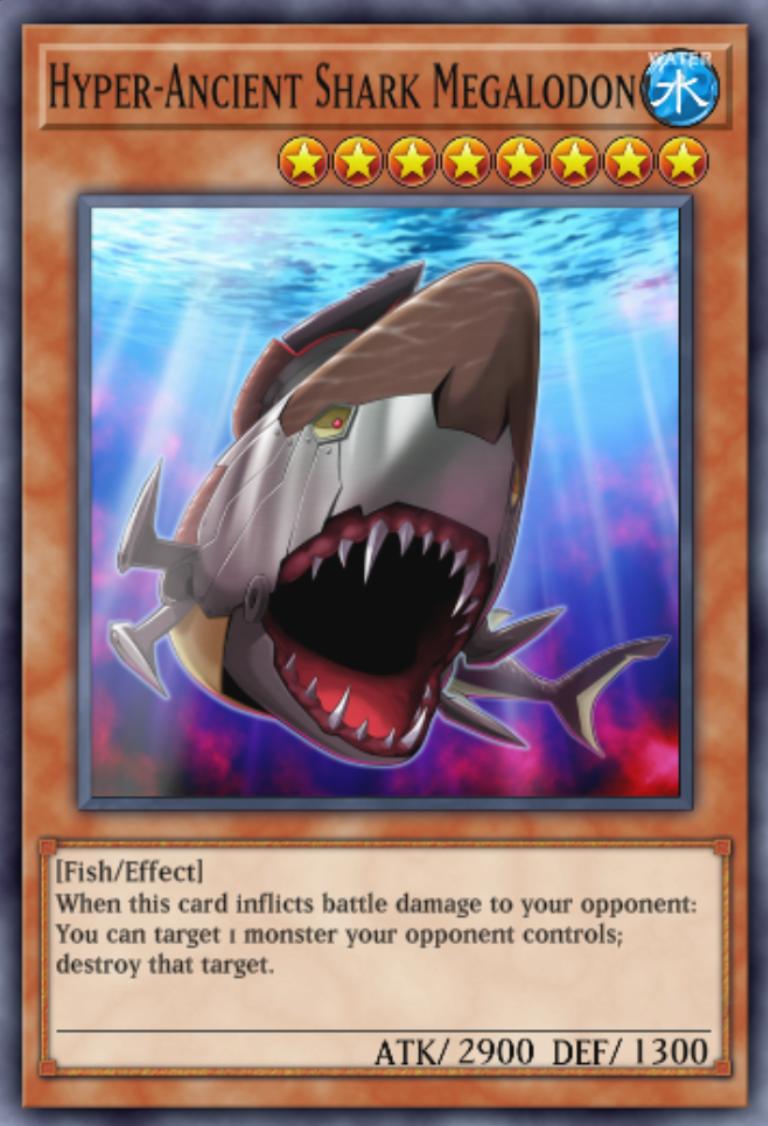 Hyper-Ancient Shark Megalodon
WATER
水
[Fish/Effect]
When this card inflicts battle damage to your opponent:
You can target 1 monster your opponent controls;
destroy that target.
ATK/ 2900 DEF/ 1300